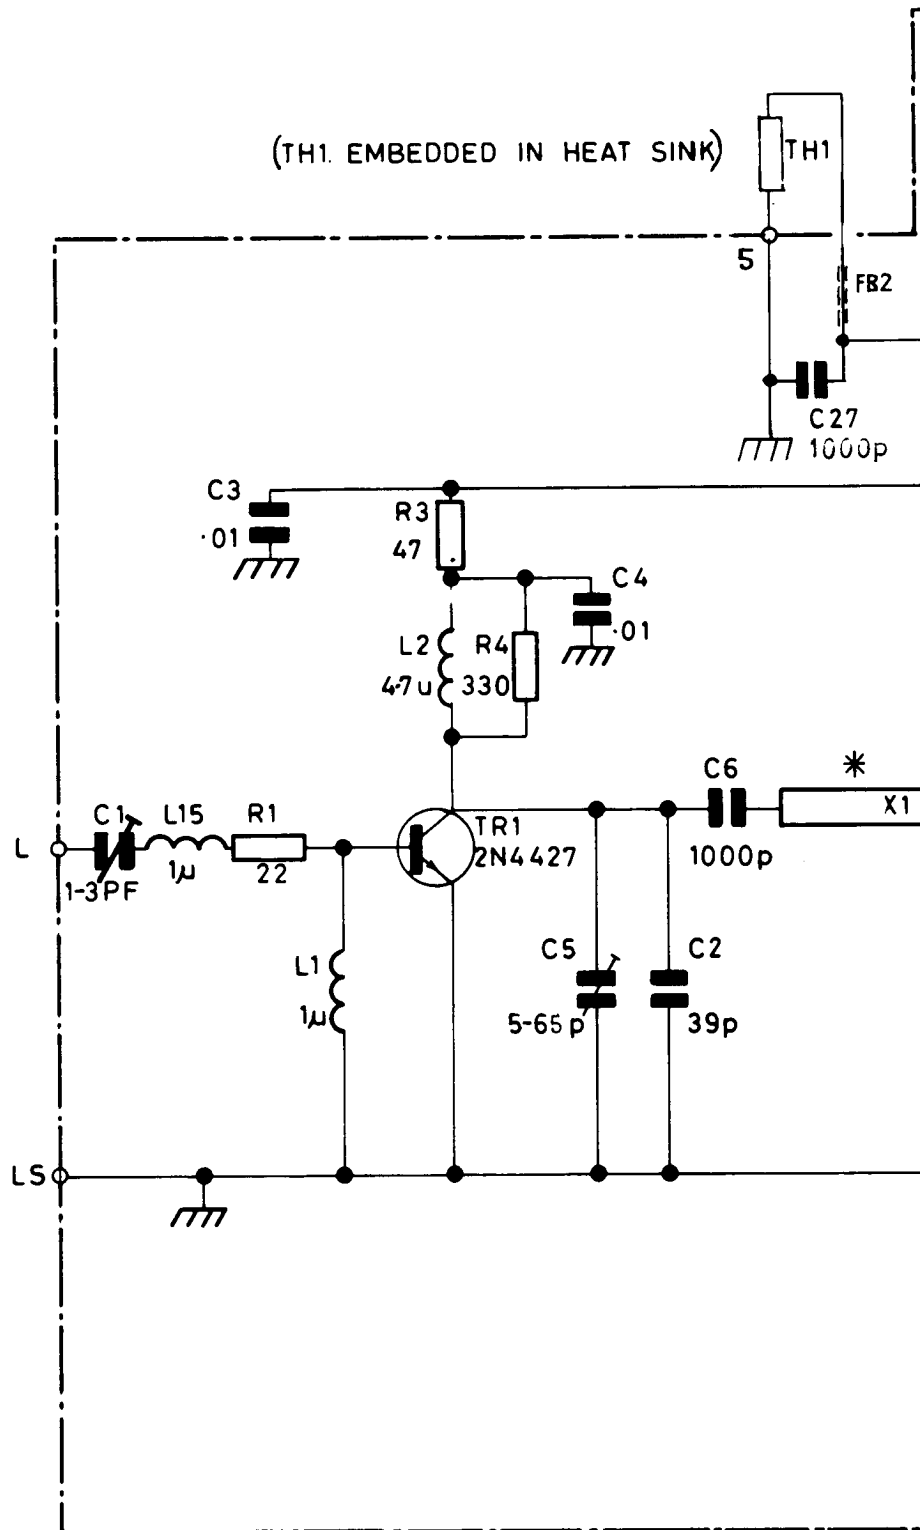 (TH1. EMBEDDED IN HEAT SINK)
TH1
5
FB2
C27
1000p
C3
.01
R3
47
C4
.01
L2
4.7u
R4
330
C6
*
X1
1000p
C1
L15
R1
TR1
2N4427
L
1-3PF
1µ
22
L1
1µ
C5
C2
5-65p
39p
LS